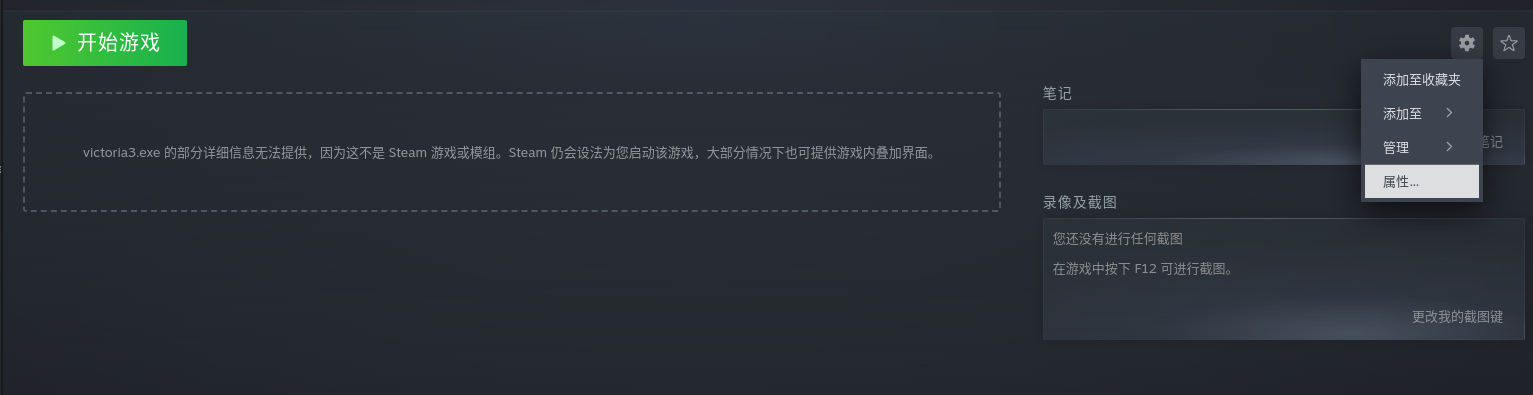 开始游戏
victoria3.exe 的部分详细信息无法提供，因为这不是 Steam 游戏或模组。Steam 仍会设法为您启动该游戏，大部分情况下也可提供游戏内叠加界面。
添加至收藏夹
添加至
管理
属性...
笔记
笔记
录像及截图
您还没有进行任何截图
在游戏中按下 F12 可进行截图。
更改我的截图键